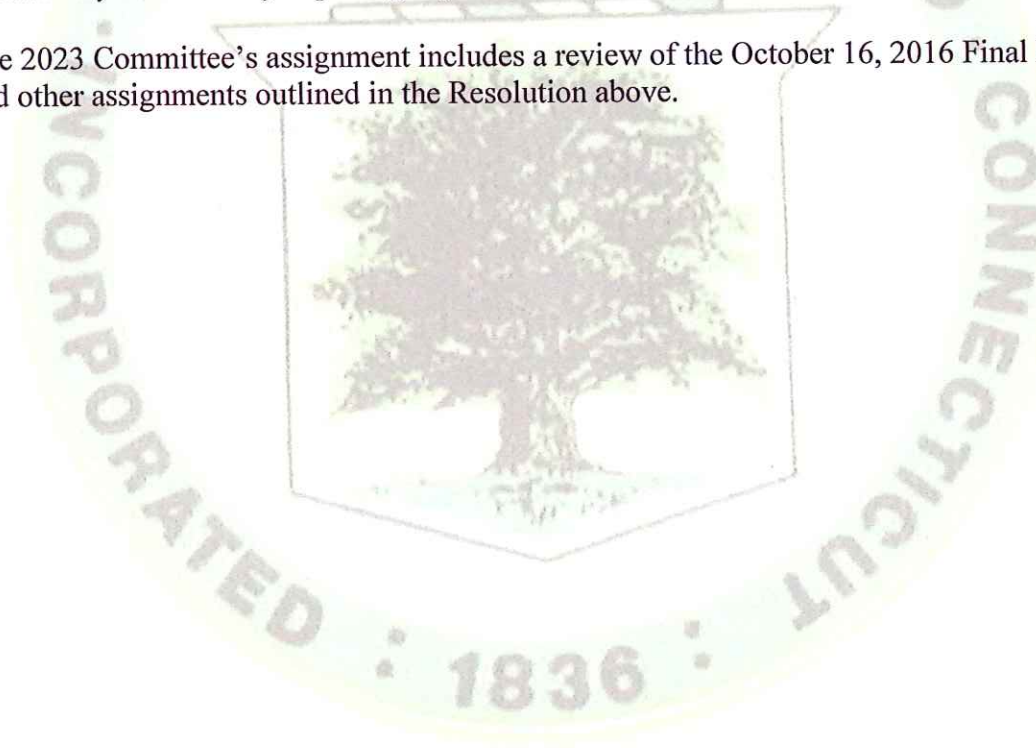 e 2023 Committee’s assignment includes a review of the October 16, 2016 Final
d other assignments outlined in the Resolution above.
INCORPORATED : 1836 : CONNECTICUT